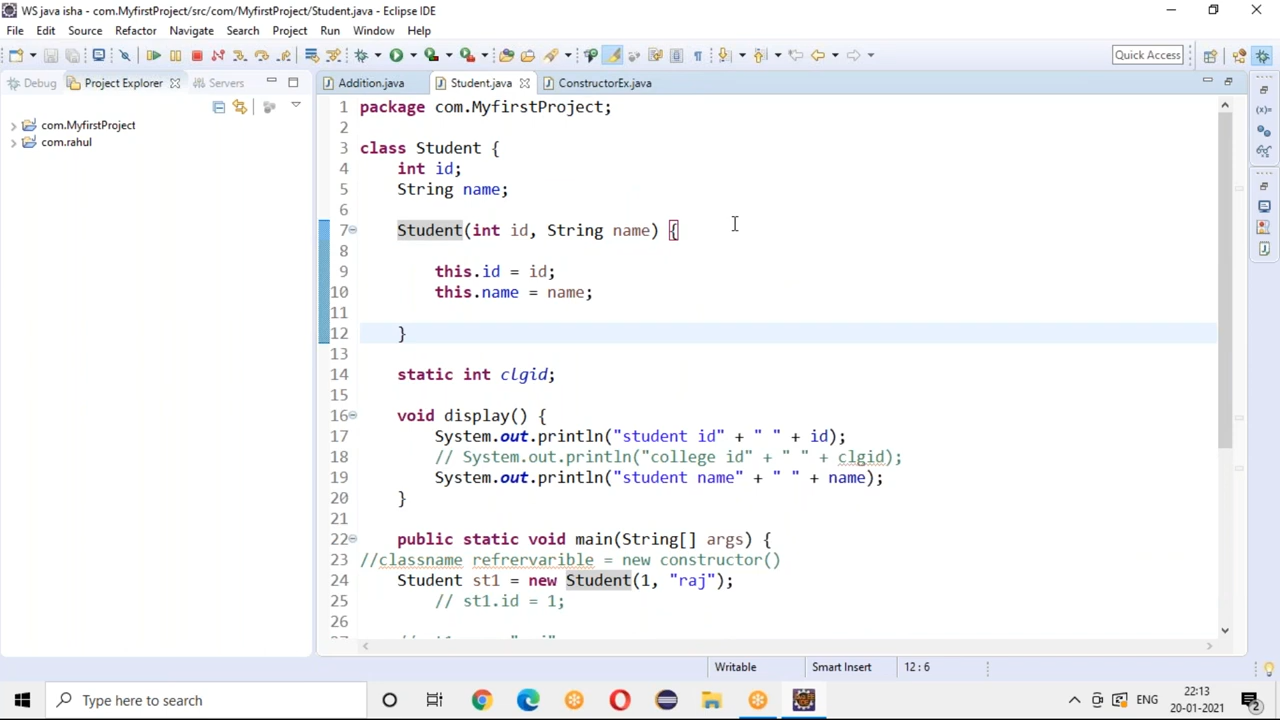 WS java isha - com.MyfirstProject/src/com/MyfirstProject/Student.java - Eclipse IDE
File Edit Source Refactor Navigate Search Project Run Window Help
Quick Access
Debug Project Explorer Servers
Addition.java Student.java ConstructorEx.java
com.MyfirstProject
com.rahul
1 package com.MyfirstProject;
2
3 class Student {
4 int id;
5 String name;
6
7 Student(int id, String name) {
8
9 this.id = id;
10 this.name = name;
11
12 }
13
14 static int clgid;
15
16 void display() {
17 System.out.println("student id" + " " + id);
18 // System.out.println("college id" + " " + clgid);
19 System.out.println("student name" + " " + name);
20 }
21
22 public static void main(String[] args) {
23 //classname refrervarible = new constructor()
24 Student st1 = new Student(1, "raj");
25 // st1.id = 1;
26
Writable Smart Insert 12 : 6
Type here to search
ENG
22:13
20-01-2021
2